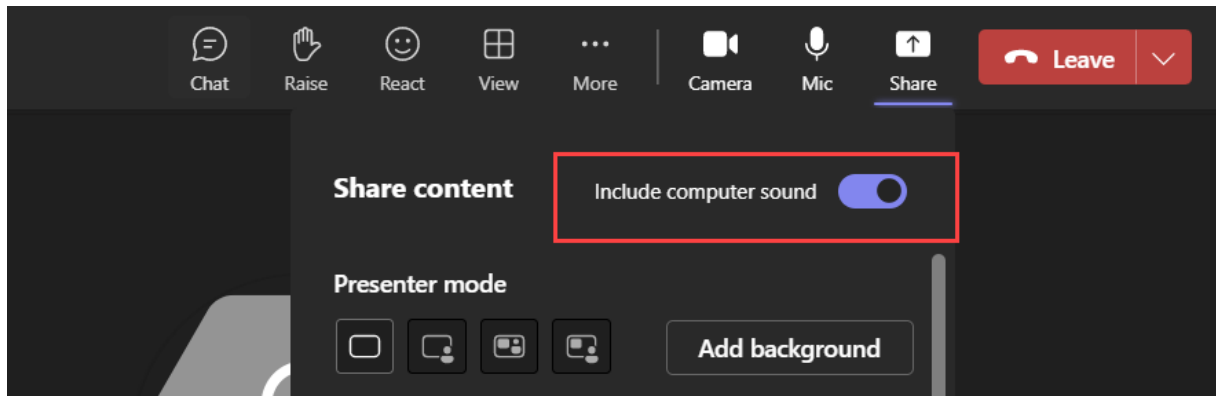 Chat Raise React View More Camera Mic Share Leave
Share content Include computer sound
Presenter mode
Add background